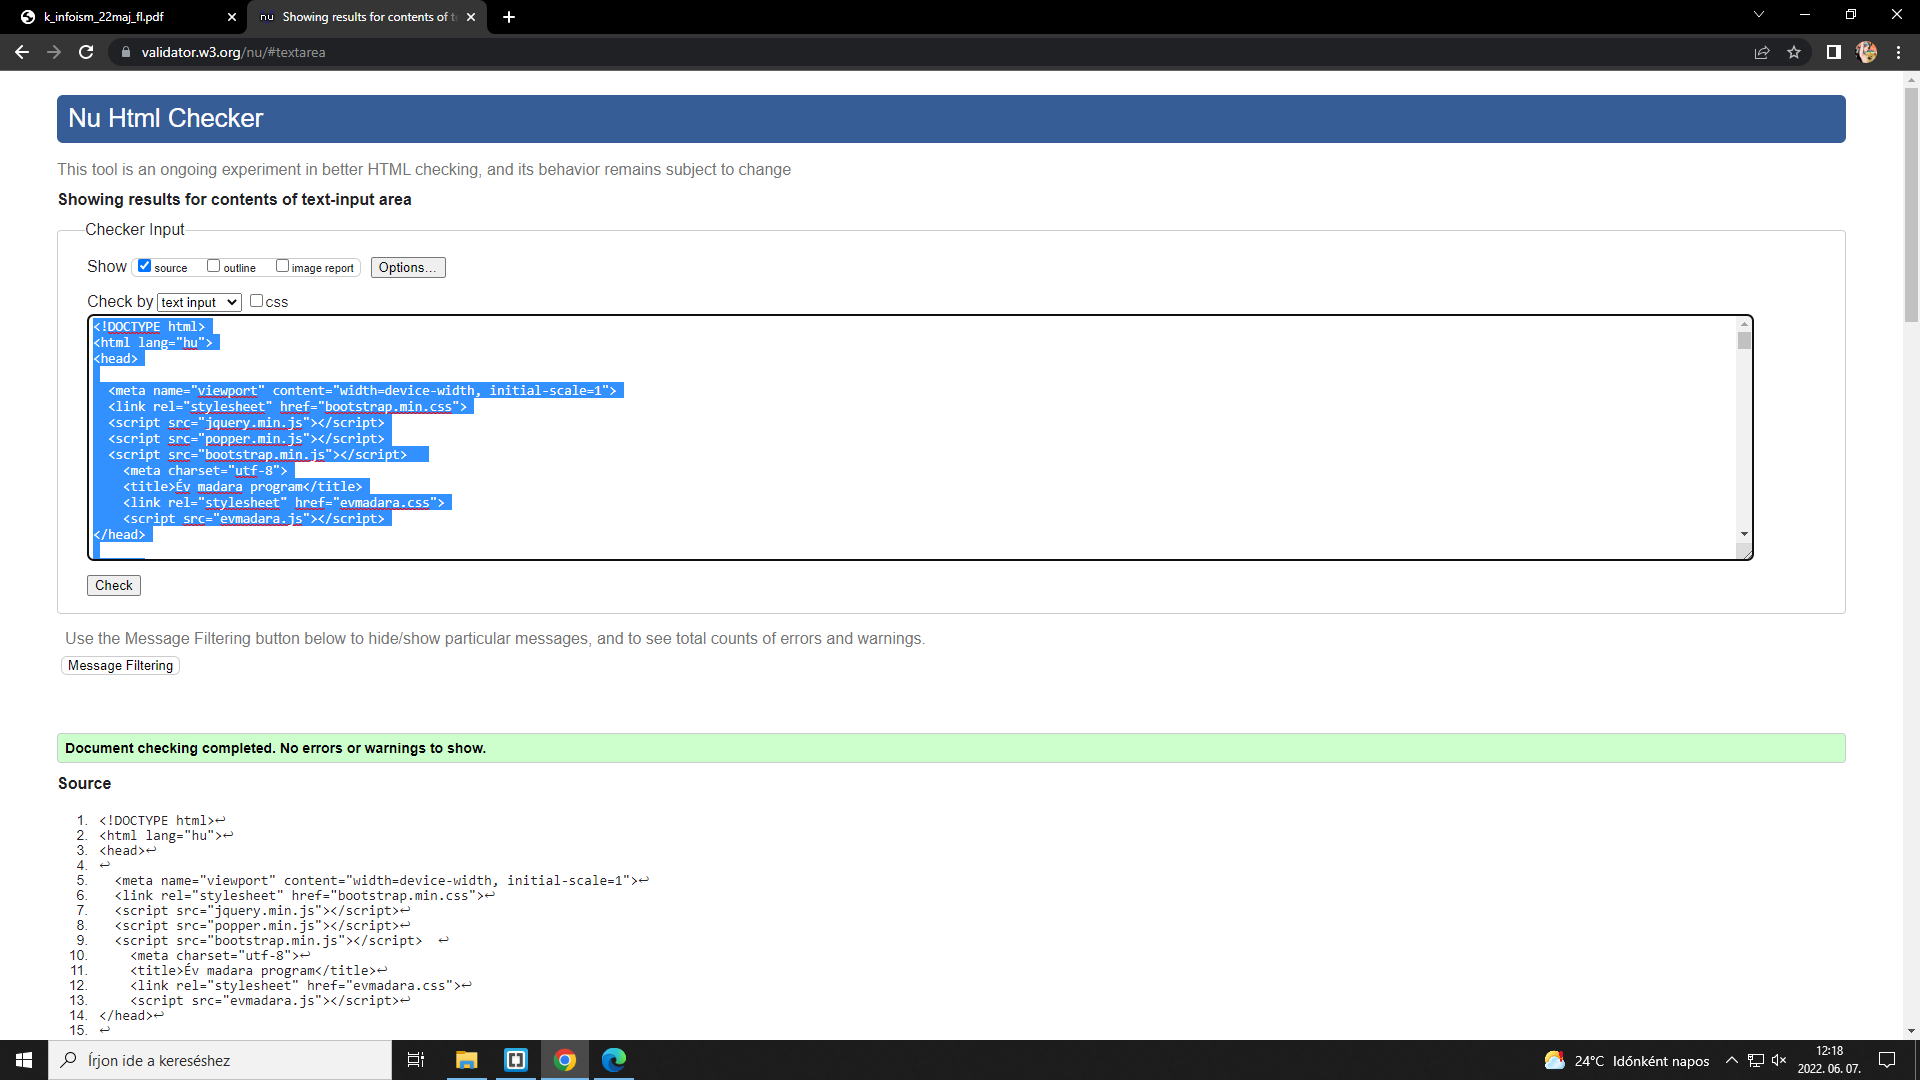 k_infoism_22maj_fl.pdf
nu Showing results for contents of t
validator.w3.org/nu/#textarea
Nu Html Checker
This tool is an ongoing experiment in better HTML checking, and its behavior remains subject to change
Showing results for contents of text-input area
Checker Input
Show source outline image report Options...
Check by text input css
<!DOCTYPE html>
<html lang="hu">
<head>
<meta name="viewport" content="width=device-width, initial-scale=1">
<link rel="stylesheet" href="bootstrap.min.css">
<script src="jquery.min.js"></script>
<script src="popper.min.js"></script>
<script src="bootstrap.min.js"></script>
<meta charset="utf-8">
<title>Év madara program</title>
<link rel="stylesheet" href="evmadara.css">
<script src="evmadara.js"></script>
</head>
Check
Use the Message Filtering button below to hide/show particular messages, and to see total counts of errors and warnings.
Message Filtering
Document checking completed. No errors or warnings to show.
Source
1. <!DOCTYPE html>↩
2. <html lang="hu">↩
3. <head>↩
4. ↩
5. <meta name="viewport" content="width=device-width, initial-scale=1">↩
6. <link rel="stylesheet" href="bootstrap.min.css">↩
7. <script src="jquery.min.js"></script>↩
8. <script src="popper.min.js"></script>↩
9. <script src="bootstrap.min.js"></script> ↩
10. <meta charset="utf-8">↩
11. <title>Év madara program</title>↩
12. <link rel="stylesheet" href="evmadara.css">↩
13. <script src="evmadara.js"></script>↩
14. </head>↩
15. ↩
Írjon ide a kereséshez
24°C Időnként napos
12:18
2022. 06. 07.